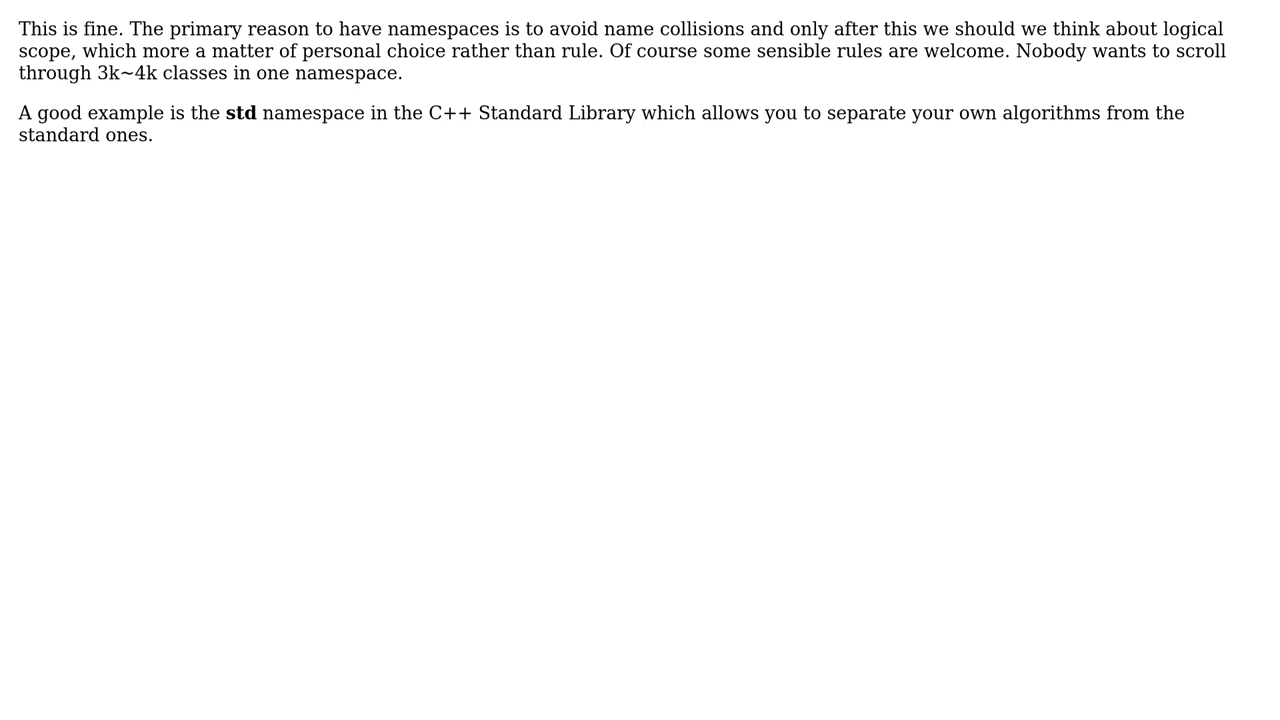 This is fine. The primary reason to have namespaces is to avoid name collisions and only after this we should we think about logical
scope, which more a matter of personal choice rather than rule. Of course some sensible rules are welcome. Nobody wants to scroll
through 3k~4k classes in one namespace.
A good example is the std namespace in the C++ Standard Library which allows you to separate your own algorithms from the
standard ones.